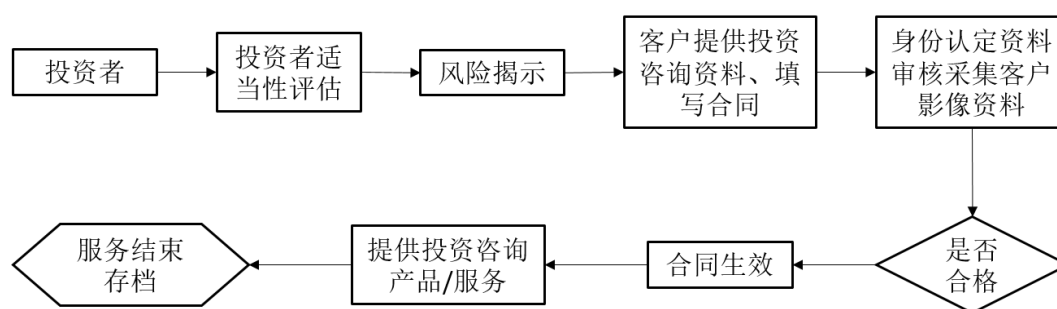 投资者
投资者适
当性评估
风险揭示
客户提供投资
咨询资料、填
写合同
身份认定资料
审核采集客户
影像资料
是否
合格
合同生效
提供投资咨询
产品/服务
服务结束
存档